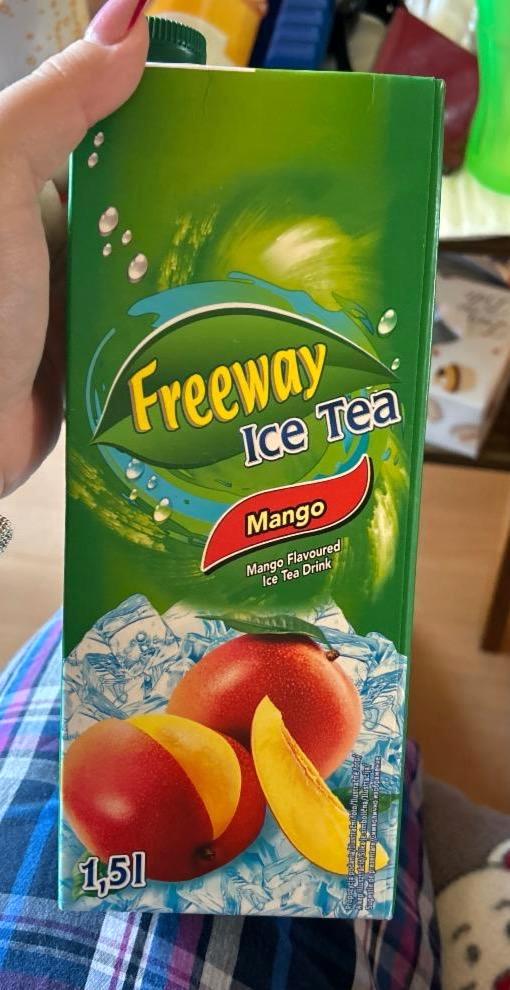 Freeway
Ice Tea
Mango
Mango Flavoured
Ice Tea Drink
1,5l